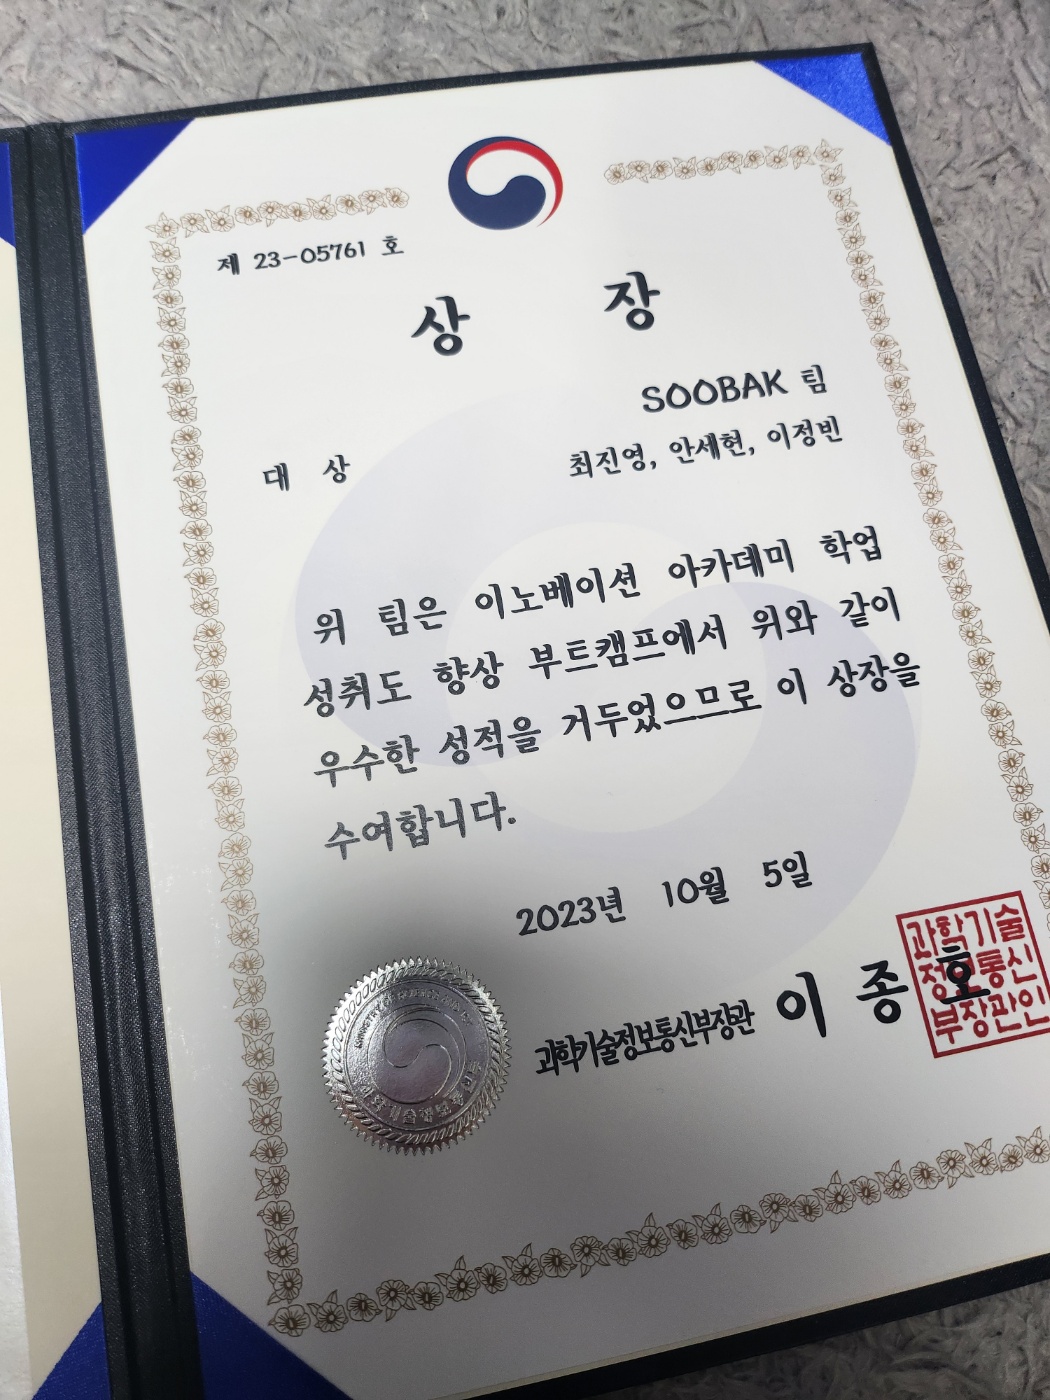 제 23-05761 호
상 장
SOOBAK 팀
대 상 최진영, 안세현, 이정빈
위 팀은 이노베이션 아카데미 학업
성취도 향상 부트캠프에서 위와 같이
우수한 성적을 거두었으므로 이 상장을
수여합니다.
2023년 10월 5일
과학기술정보통신부장관 이 종 호
과학기술
정보통신
부장관인